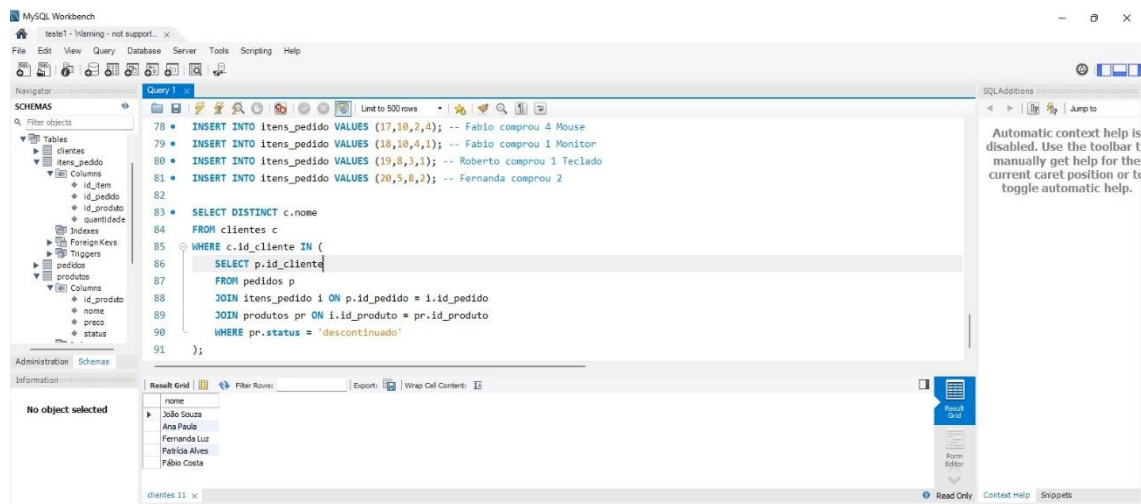 MySQL Workbench
teste1 - Warning - not support... ×
File Edit View Query Database Server Tools Scripting Help
Navigator
Query 1 ×
SQLAdditions
SCHEMAS
Limit to 500 rows
Jump to
Filter objects
Tables
clientes
itens_pedido
Columns
id_item
id_pedido
id_produto
quantidade
Indexes
Foreign Keys
Triggers
pedidos
produtos
Columns
id_produto
nome
preco
status
Administration Schemas
Information
No object selected
78 INSERT INTO itens_pedido VALUES (17,10,2,4); -- Fabio comprou 4 Mouse
79 INSERT INTO itens_pedido VALUES (18,10,4,1); -- Fabio comprou 1 Monitor
80 INSERT INTO itens_pedido VALUES (19,8,3,1); -- Roberto comprou 1 Teclado
81 INSERT INTO itens_pedido VALUES (20,5,8,2); -- Fernanda comprou 2
82
83 SELECT DISTINCT c.nome
84 FROM clientes c
85 WHERE c.id_cliente IN (
86 SELECT p.id_cliente
87 FROM pedidos p
88 JOIN itens_pedido i ON p.id_pedido = i.id_pedido
89 JOIN produtos pr ON i.id_produto = pr.id_produto
90 WHERE pr.status = 'descontinuado'
91 );
Result Grid Filter Rows: Export: Wrap Cell Content:
nome
João Souza
Ana Paula
Fernanda Luz
Patrícia Alves
Fábio Costa
Result
Grid
Form
Editor
clientes 11 ×
Read Only
Automatic context help is
disabled. Use the toolbar t
manually get help for the
current caret position or to
toggle automatic help.
Context Help Snippets